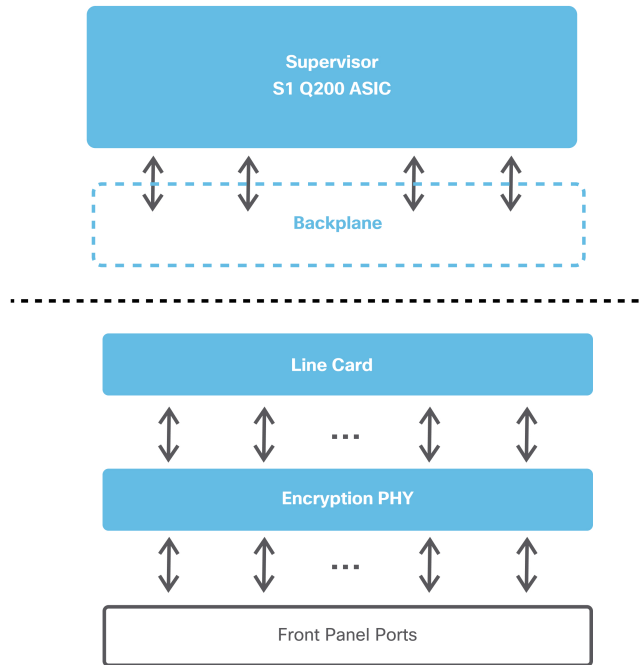 Supervisor
S1 Q200 ASIC
Backplane
Line Card
...
Encryption PHY
...
Front Panel Ports